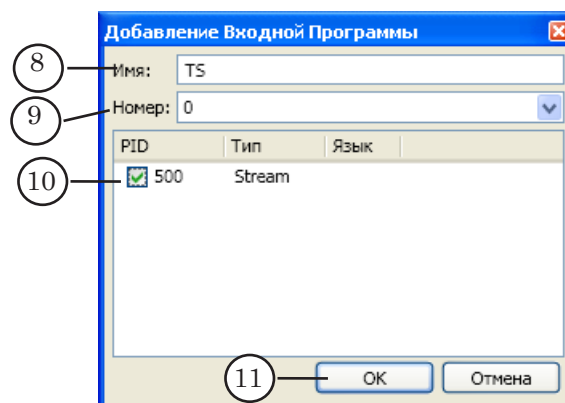 Добавление Входной Программы
8 Имя: TS
9 Номер: 0
PID Тип Язык
10 500 Stream
11 OK Отмена